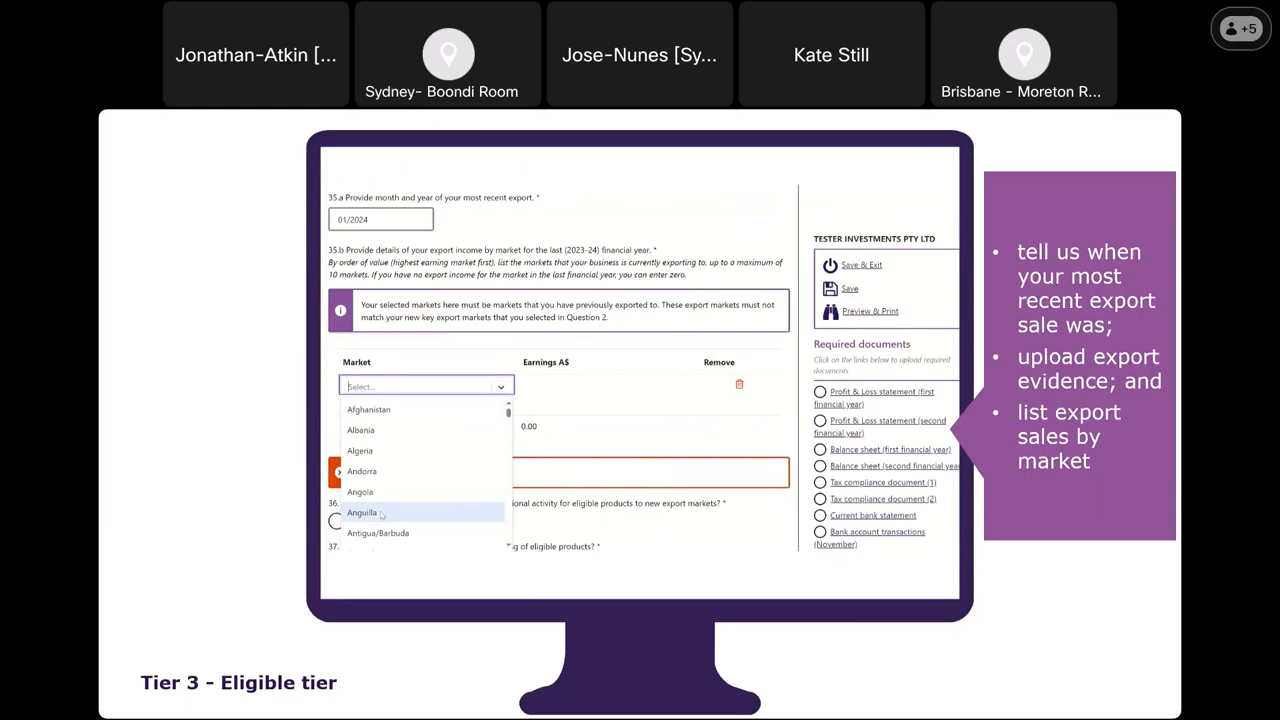 Jonathan-Atkin [...
Sydney- Boondi Room
Jose-Nunes [Sy...
Kate Still
Brisbane - Moreton R...
+5
35.a Provide month and year of your most recent export. *
01/2024
35.b Provide details of your export income by market for the last (2023-24) financial year. *
By order of value (highest earning market first), list the markets that your business is currently exporting to, up to a maximum of
10 markets. If you have no export income for the market in the last financial year, you can enter zero.
Your selected markets here must be markets that you have previously exported to. These export markets must not
match your new key export markets that you selected in Question 2.
Market Earnings A$ Remove
Select...
Afghanistan
Albania
0.00
Algeria
Andorra
Angola
36. ional activity for eligible products to new export markets? *
Anguilla
Antigua/Barbuda
37. g of eligible products? *
TESTER INVESTMENTS PTY LTD
Save & Exit
Save
Preview & Print
Required documents
Click on the links below to upload required
documents
Profit & Loss statement (first
financial year)
Profit & Loss statement (second
financial year)
Balance sheet (first financial year)
Balance sheet (second financial year
Tax compliance document (1)
Tax compliance document (2)
Current bank statement
Bank account transactions
(November)
• tell us when
your most
recent export
sale was;
• upload export
evidence; and
• list export
sales by
market
Tier 3 - Eligible tier